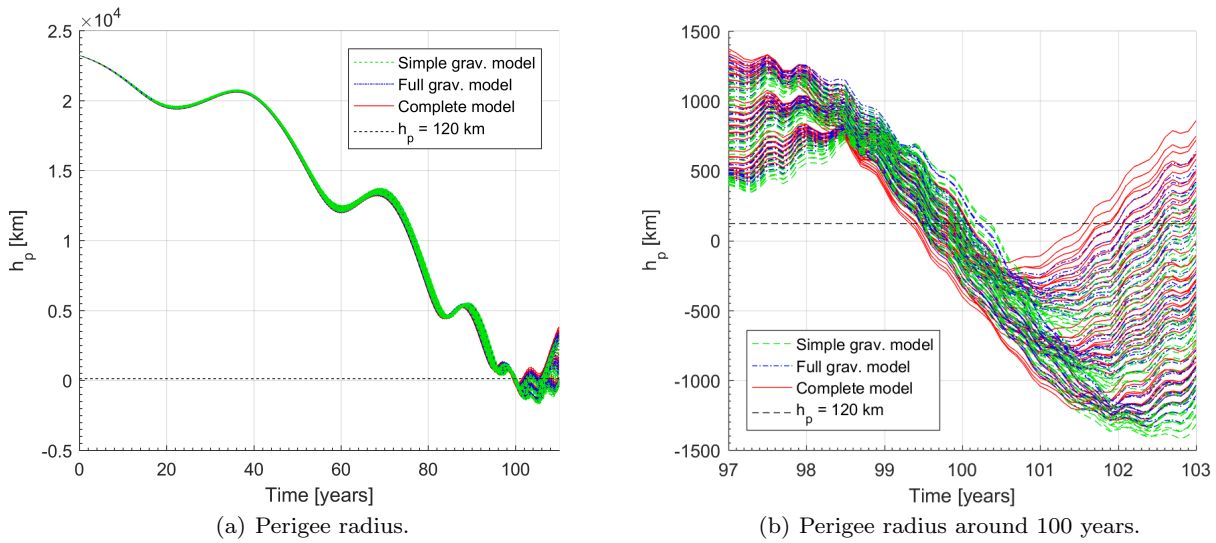 ×10⁴
2.5
2
1.5
1
0.5
0
-0.5
h_p [km]
0 20 40 60 80 100
Time [years]
Simple grav. model
Full grav. model
Complete model
h_p = 120 km
(a) Perigee radius.
1500
1000
500
0
-500
-1000
-1500
h_p [km]
97 98 99 100 101 102 103
Time [years]
Simple grav. model
Full grav. model
Complete model
h_p = 120 km
(b) Perigee radius around 100 years.